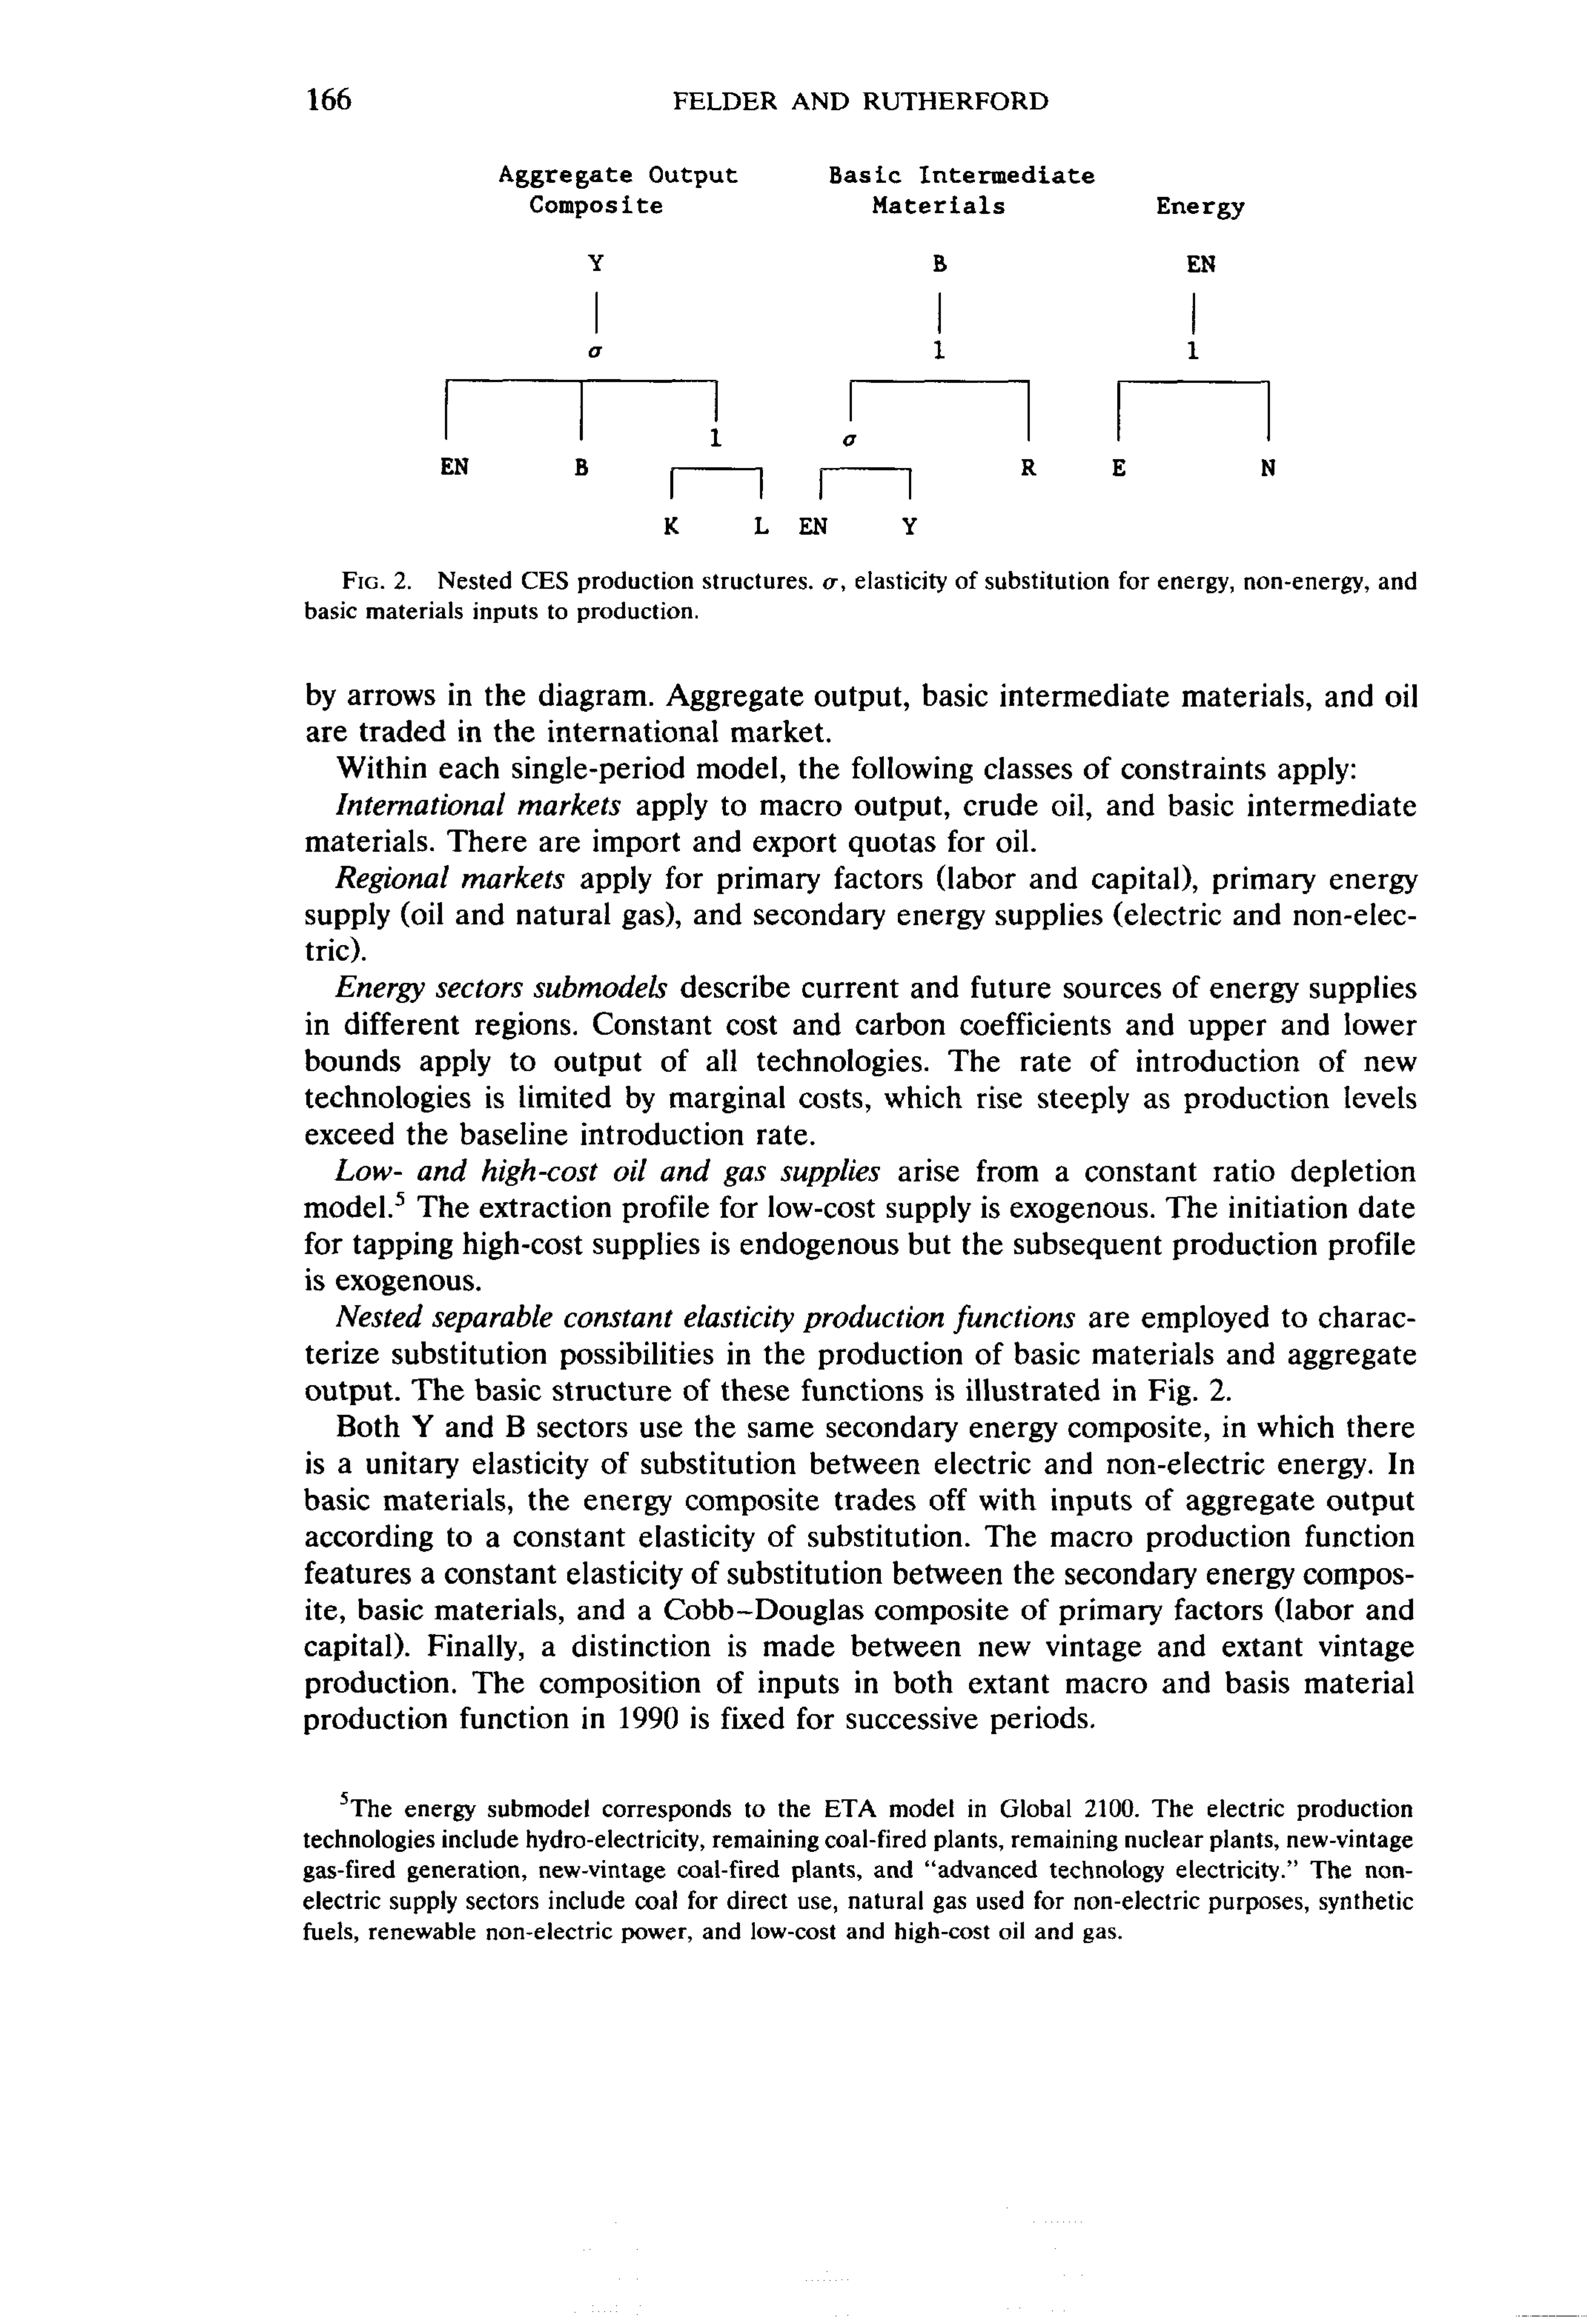 166 FELDER AND RUTHERFORD
Aggregate Output Basic Intermediate
Composite Materials Energy
Y B EN
σ 1 1
1 σ
EN B R E N
K L EN Y
FIG. 2. Nested CES production structures. σ, elasticity of substitution for energy, non-energy, and
basic materials inputs to production.
by arrows in the diagram. Aggregate output, basic intermediate materials, and oil
are traded in the international market.
Within each single-period model, the following classes of constraints apply:
International markets apply to macro output, crude oil, and basic intermediate
materials. There are import and export quotas for oil.
Regional markets apply for primary factors (labor and capital), primary energy
supply (oil and natural gas), and secondary energy supplies (electric and non-elec-
tric).
Energy sectors submodels describe current and future sources of energy supplies
in different regions. Constant cost and carbon coefficients and upper and lower
bounds apply to output of all technologies. The rate of introduction of new
technologies is limited by marginal costs, which rise steeply as production levels
exceed the baseline introduction rate.
Low- and high-cost oil and gas supplies arise from a constant ratio depletion
model.⁵ The extraction profile for low-cost supply is exogenous. The initiation date
for tapping high-cost supplies is endogenous but the subsequent production profile
is exogenous.
Nested separable constant elasticity production functions are employed to charac-
terize substitution possibilities in the production of basic materials and aggregate
output. The basic structure of these functions is illustrated in Fig. 2.
Both Y and B sectors use the same secondary energy composite, in which there
is a unitary elasticity of substitution between electric and non-electric energy. In
basic materials, the energy composite trades off with inputs of aggregate output
according to a constant elasticity of substitution. The macro production function
features a constant elasticity of substitution between the secondary energy compos-
ite, basic materials, and a Cobb–Douglas composite of primary factors (labor and
capital). Finally, a distinction is made between new vintage and extant vintage
production. The composition of inputs in both extant macro and basis material
production function in 1990 is fixed for successive periods.
⁵The energy submodel corresponds to the ETA model in Global 2100. The electric production
technologies include hydro-electricity, remaining coal-fired plants, remaining nuclear plants, new-vintage
gas-fired generation, new-vintage coal-fired plants, and “advanced technology electricity.” The non-
electric supply sectors include coal for direct use, natural gas used for non-electric purposes, synthetic
fuels, renewable non-electric power, and low-cost and high-cost oil and gas.